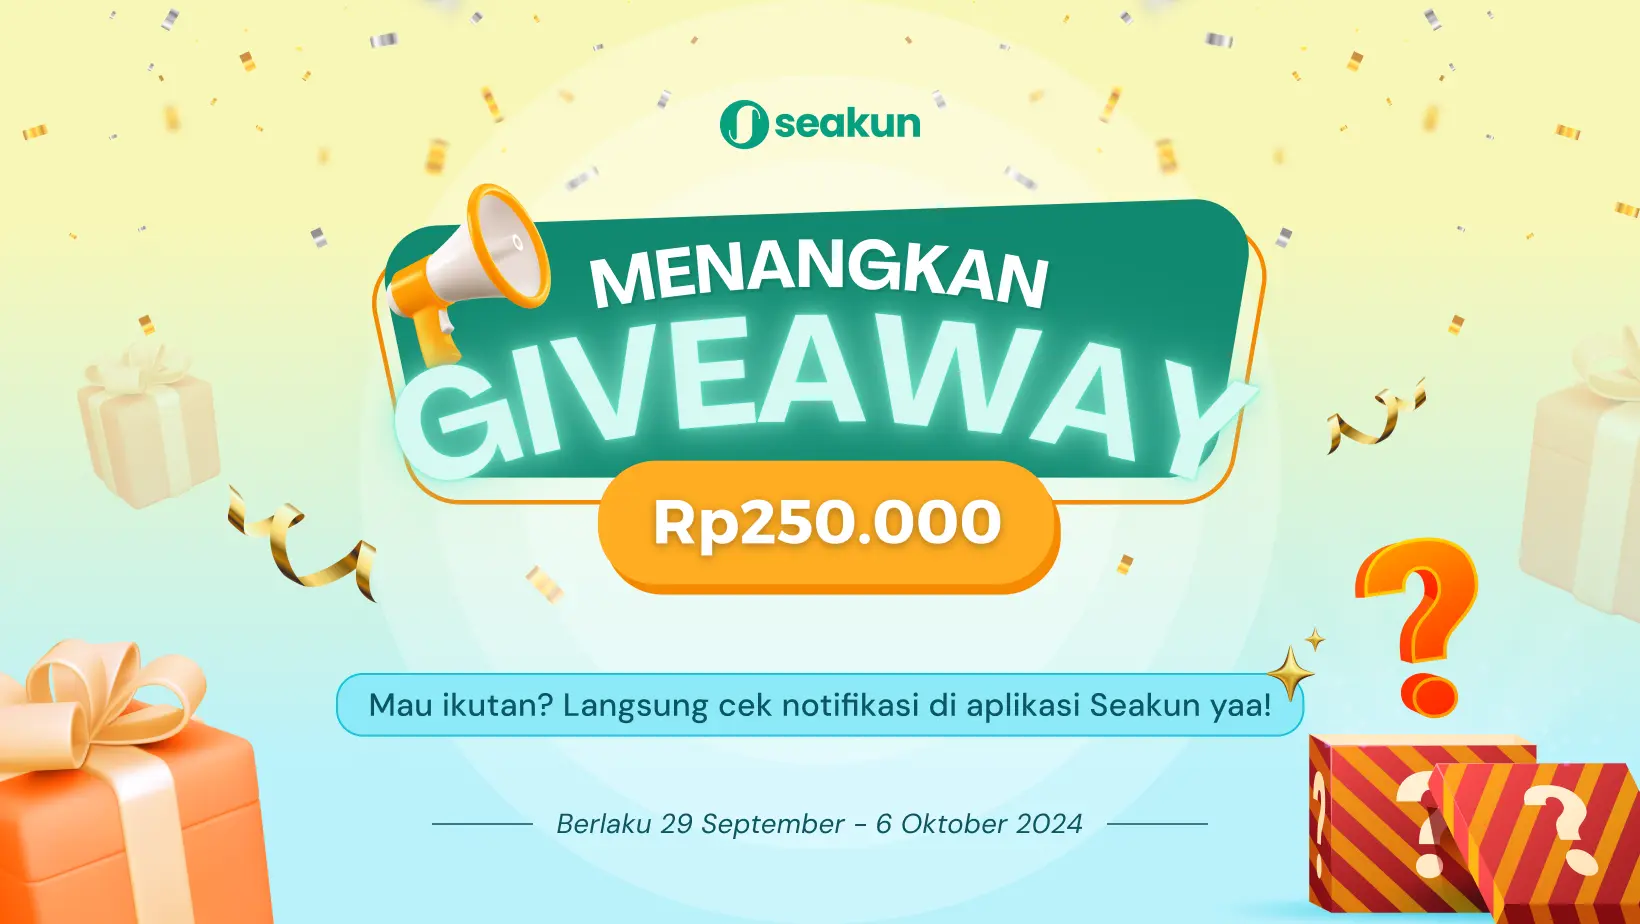 seakun
MENANGKAN
GIVEAWAY
Rp250.000
Mau ikutan? Langsung cek notifikasi di aplikasi Seakun yaa!
Berlaku 29 September - 6 Oktober 2024
?
? ? ?